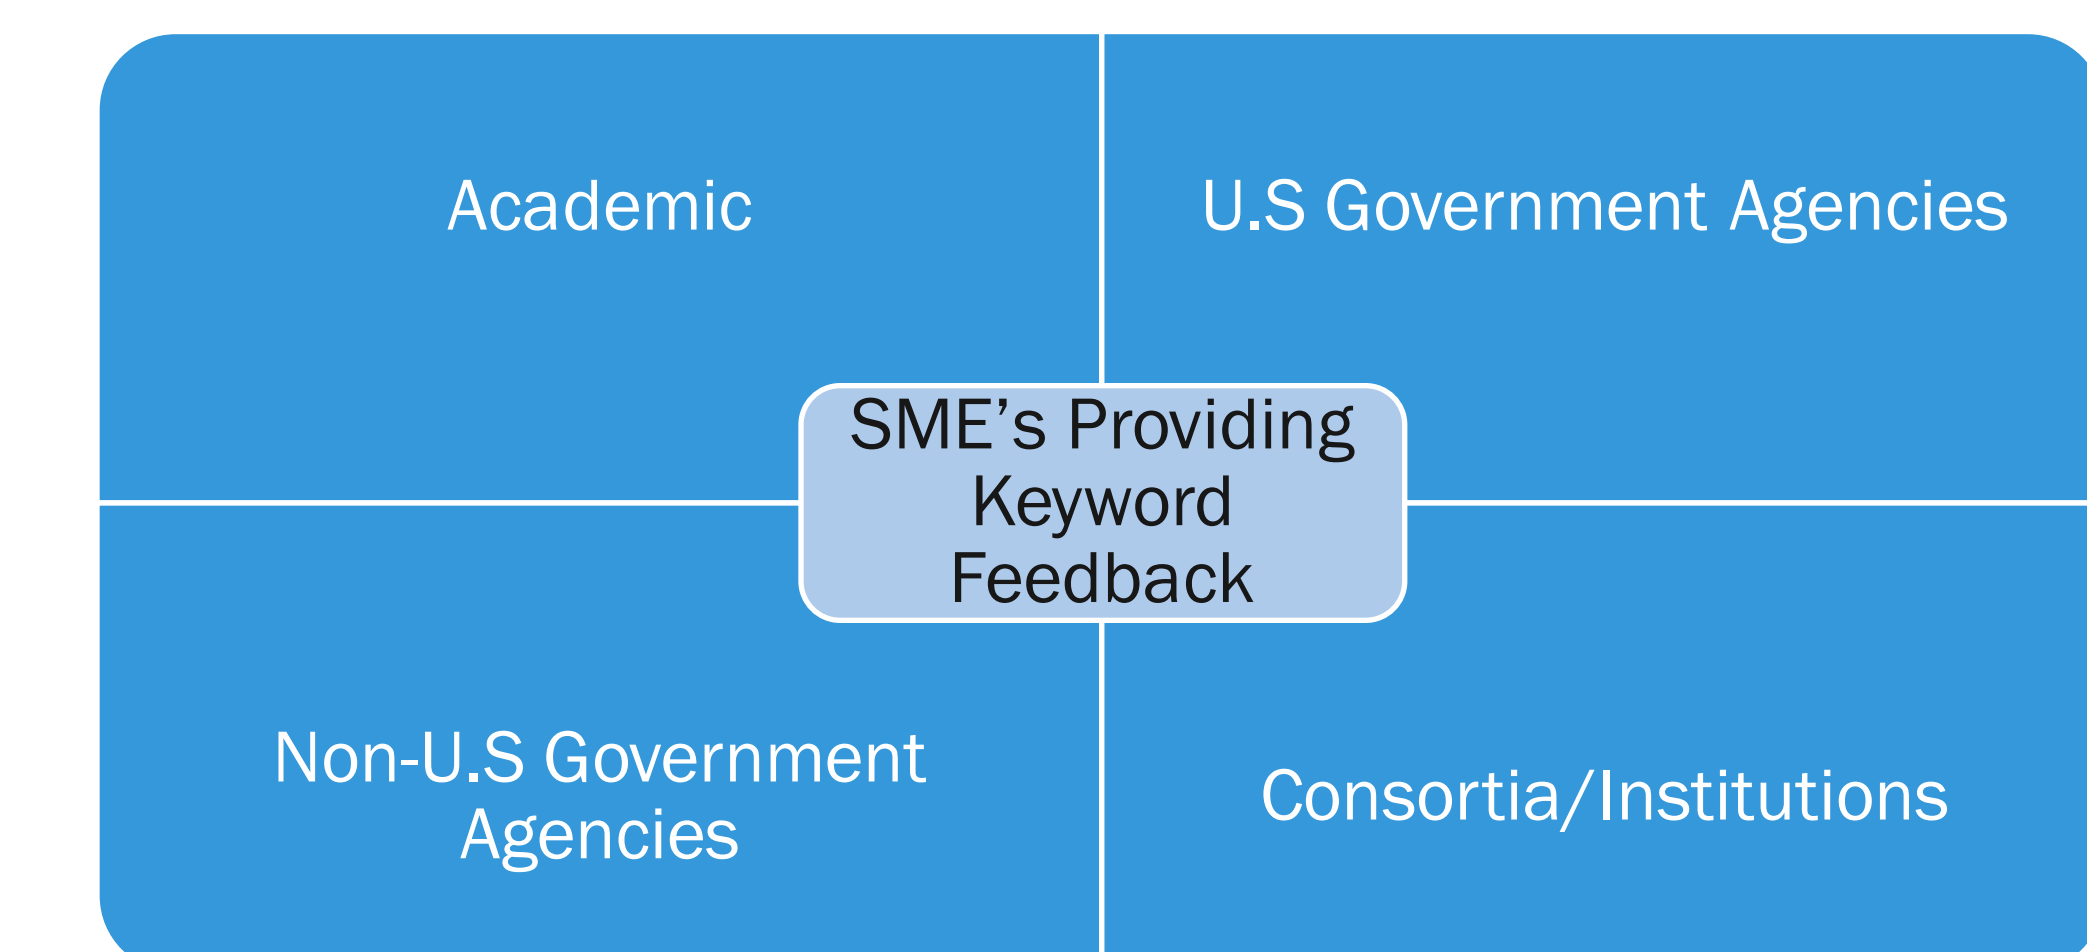 Academic
U.S Government Agencies
SME’s Providing
Keyword
Feedback
Non-U.S Government
Agencies
Consortia/Institutions